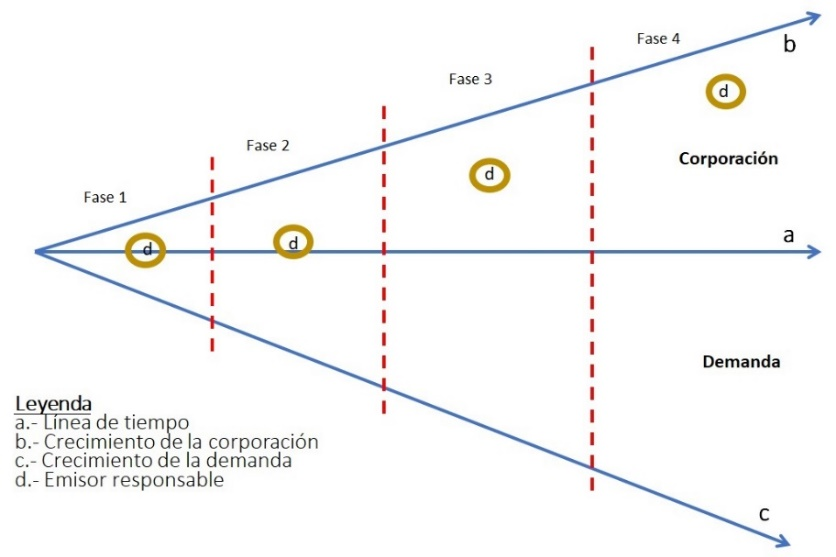 Fase 4
b
Fase 3
d
Fase 2
Corporación
d
Fase 1
a
d
d
Demanda
Leyenda
a.- Línea de tiempo
b.- Crecimiento de la corporación
c.- Crecimiento de la demanda
d.- Emisor responsable
c